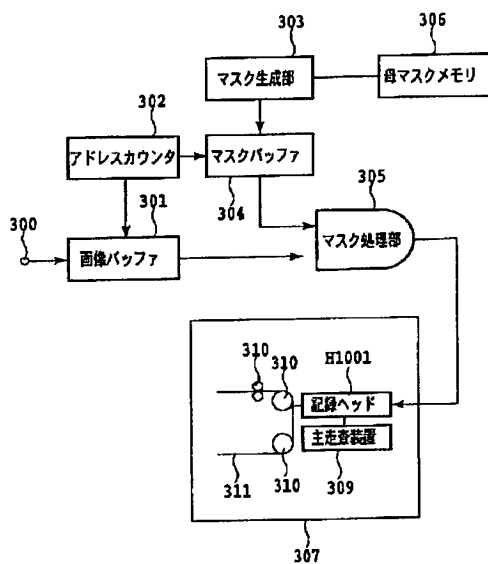 303
306
マスク生成部
母マスクメモリ
302
アドレスカウンタ
マスクバッファ
304
305
301
300
画像バッファ
マスク処理部
310
310
H1001
記録ヘッド
主走査装置
311
310
309
307